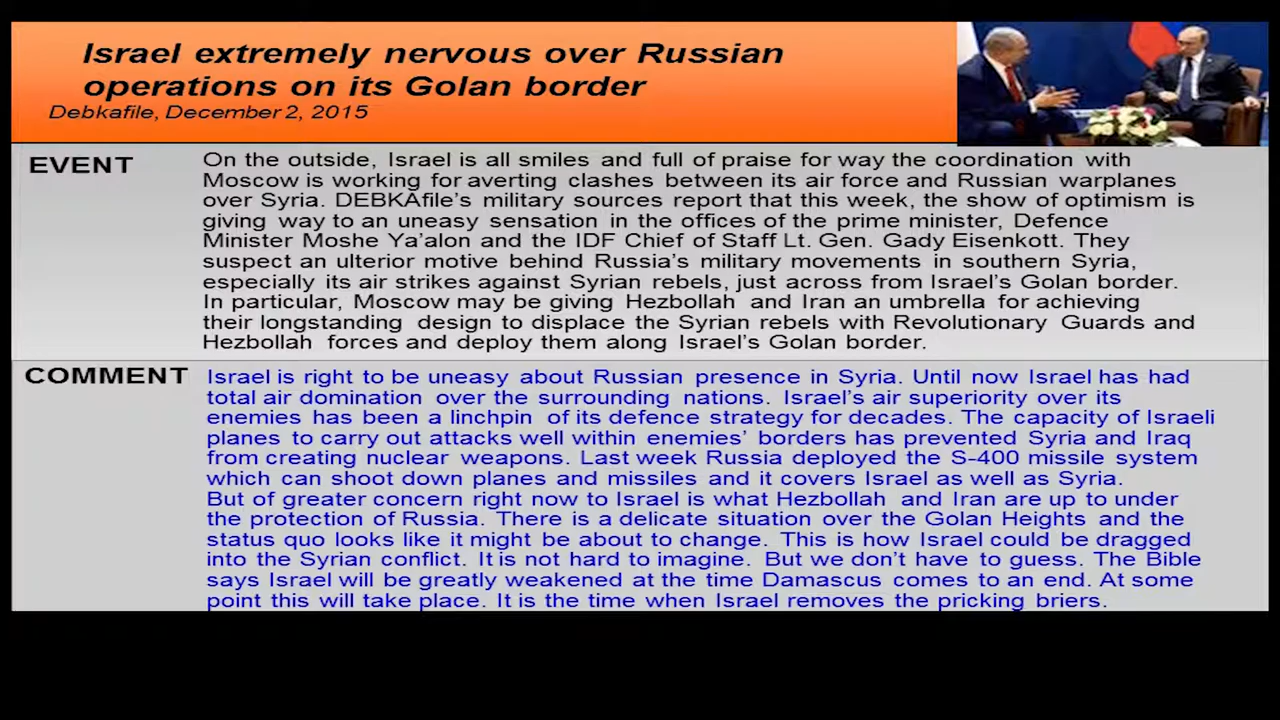 Israel extremely nervous over Russian
operations on its Golan border
Debkafile, December 2, 2015
EVENT
On the outside, Israel is all smiles and full of praise for way the coordination with
Moscow is working for averting clashes between its air force and Russian warplanes
over Syria. DEBKAfile's military sources report that this week, the show of optimism is
giving way to an uneasy sensation in the offices of the prime minister, Defence
Minister Moshe Ya'alon and the IDF Chief of Staff Lt. Gen. Gady Eisenkott. They
suspect an ulterior motive behind Russia's military movements in southern Syria,
especially its air strikes against Syrian rebels, just across from Israel's Golan border.
In particular, Moscow may be giving Hezbollah and Iran an umbrella for achieving
their longstanding design to displace the Syrian rebels with Revolutionary Guards and
Hezbollah forces and deploy them along Israel's Golan border.
COMMENT
Israel is right to be uneasy about Russian presence in Syria. Until now Israel has had
total air domination over the surrounding nations. Israel's air superiority over its
enemies has been a linchpin of its defence strategy for decades. The capacity of Israeli
planes to carry out attacks well within enemies' borders has prevented Syria and Iraq
from creating nuclear weapons. Last week Russia deployed the S-400 missile system
which can shoot down planes and missiles and it covers Israel as well as Syria.
But of greater concern right now to Israel is what Hezbollah and Iran are up to under
the protection of Russia. There is a delicate situation over the Golan Heights and the
status quo looks like it might be about to change. This is how Israel could be dragged
into the Syrian conflict. It is not hard to imagine. But we don't have to guess. The Bible
says Israel will be greatly weakened at the time Damascus comes to an end. At some
point this will take place. It is the time when Israel removes the pricking briers.